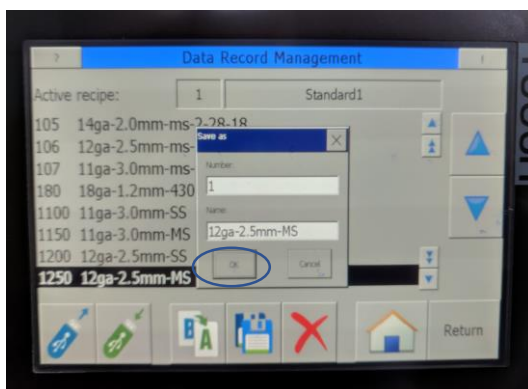 ? Data Record Management !
Active recipe: 1 Standard1
105 14ga-2.0mm-ms-2-28-18
106 12ga-2.5mm-ms-
107 11ga-3.0mm-ms-
180 18ga-1.2mm-430
1100 11ga-3.0mm-SS
1150 11ga-3.0mm-MS
1200 12ga-2.5mm-SS
1250 12ga-2.5mm-MS
Save as
Number:
1
Name:
12ga-2.5mm-MS
OK Cancel
B A
Return